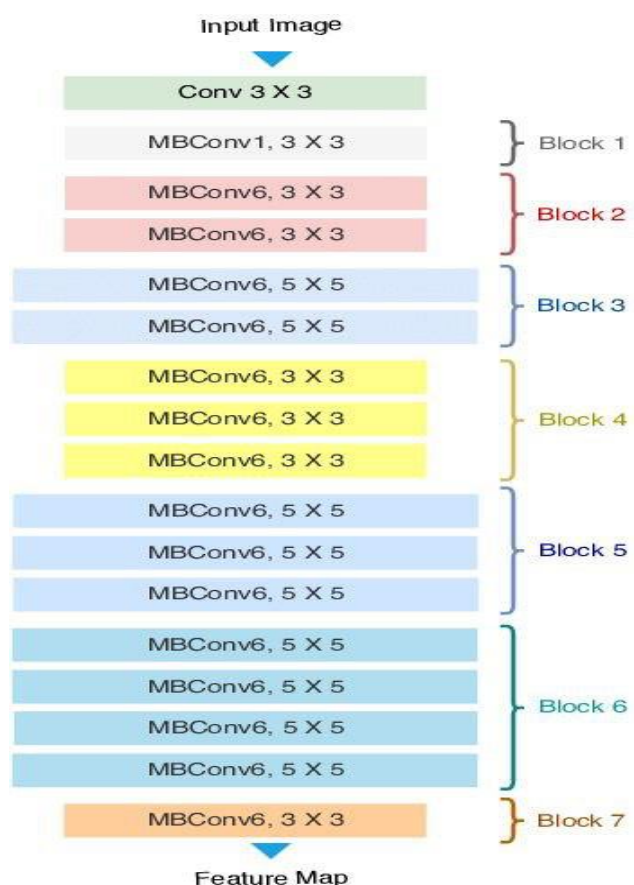 Input Image
Conv 3 X 3
MBConv1, 3 X 3
Block 1
MBConv6, 3 X 3
MBConv6, 3 X 3
Block 2
MBConv6, 5 X 5
MBConv6, 5 X 5
Block 3
MBConv6, 3 X 3
MBConv6, 3 X 3
MBConv6, 3 X 3
Block 4
MBConv6, 5 X 5
MBConv6, 5 X 5
MBConv6, 5 X 5
Block 5
MBConv6, 5 X 5
MBConv6, 5 X 5
MBConv6, 5 X 5
MBConv6, 5 X 5
Block 6
MBConv6, 3 X 3
Block 7
Feature Map